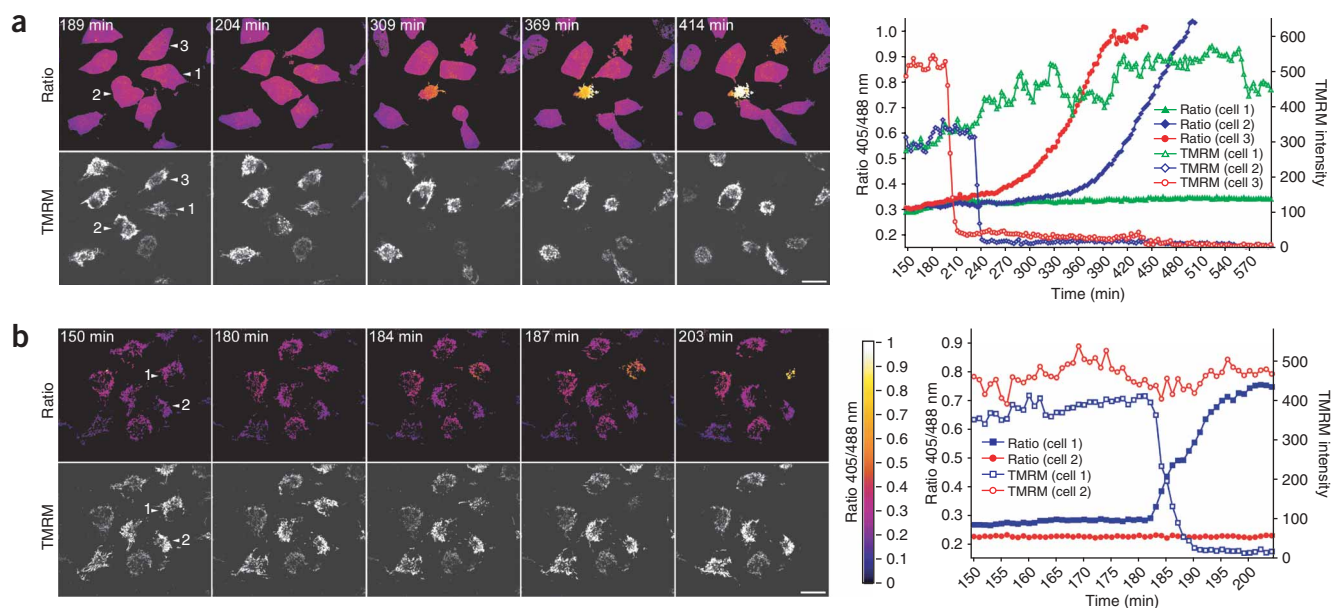 a
189 min
204 min
309 min
369 min
414 min
Ratio
3
1
2
TMRM
3
1
2
Ratio 405/488 nm
1.0
0.9
0.8
0.7
0.6
0.5
0.4
0.3
0.2
600
500
400
300
200
100
0
TMRM intensity
Ratio (cell 1)
Ratio (cell 2)
Ratio (cell 3)
TMRM (cell 1)
TMRM (cell 2)
TMRM (cell 3)
150
180
210
240
270
300
330
360
390
420
450
480
510
540
570
Time (min)
b
150 min
180 min
184 min
187 min
203 min
Ratio
1
2
TMRM
1
2
Ratio 405/488 nm
1
0.9
0.8
0.7
0.6
0.5
0.4
0.3
0.2
0.1
0
Ratio 405/488 nm
0.9
0.8
0.7
0.6
0.5
0.4
0.3
0.2
500
400
300
200
100
0
TMRM intensity
Ratio (cell 1)
Ratio (cell 2)
TMRM (cell 1)
TMRM (cell 2)
150
155
160
165
170
175
180
185
190
195
200
Time (min)